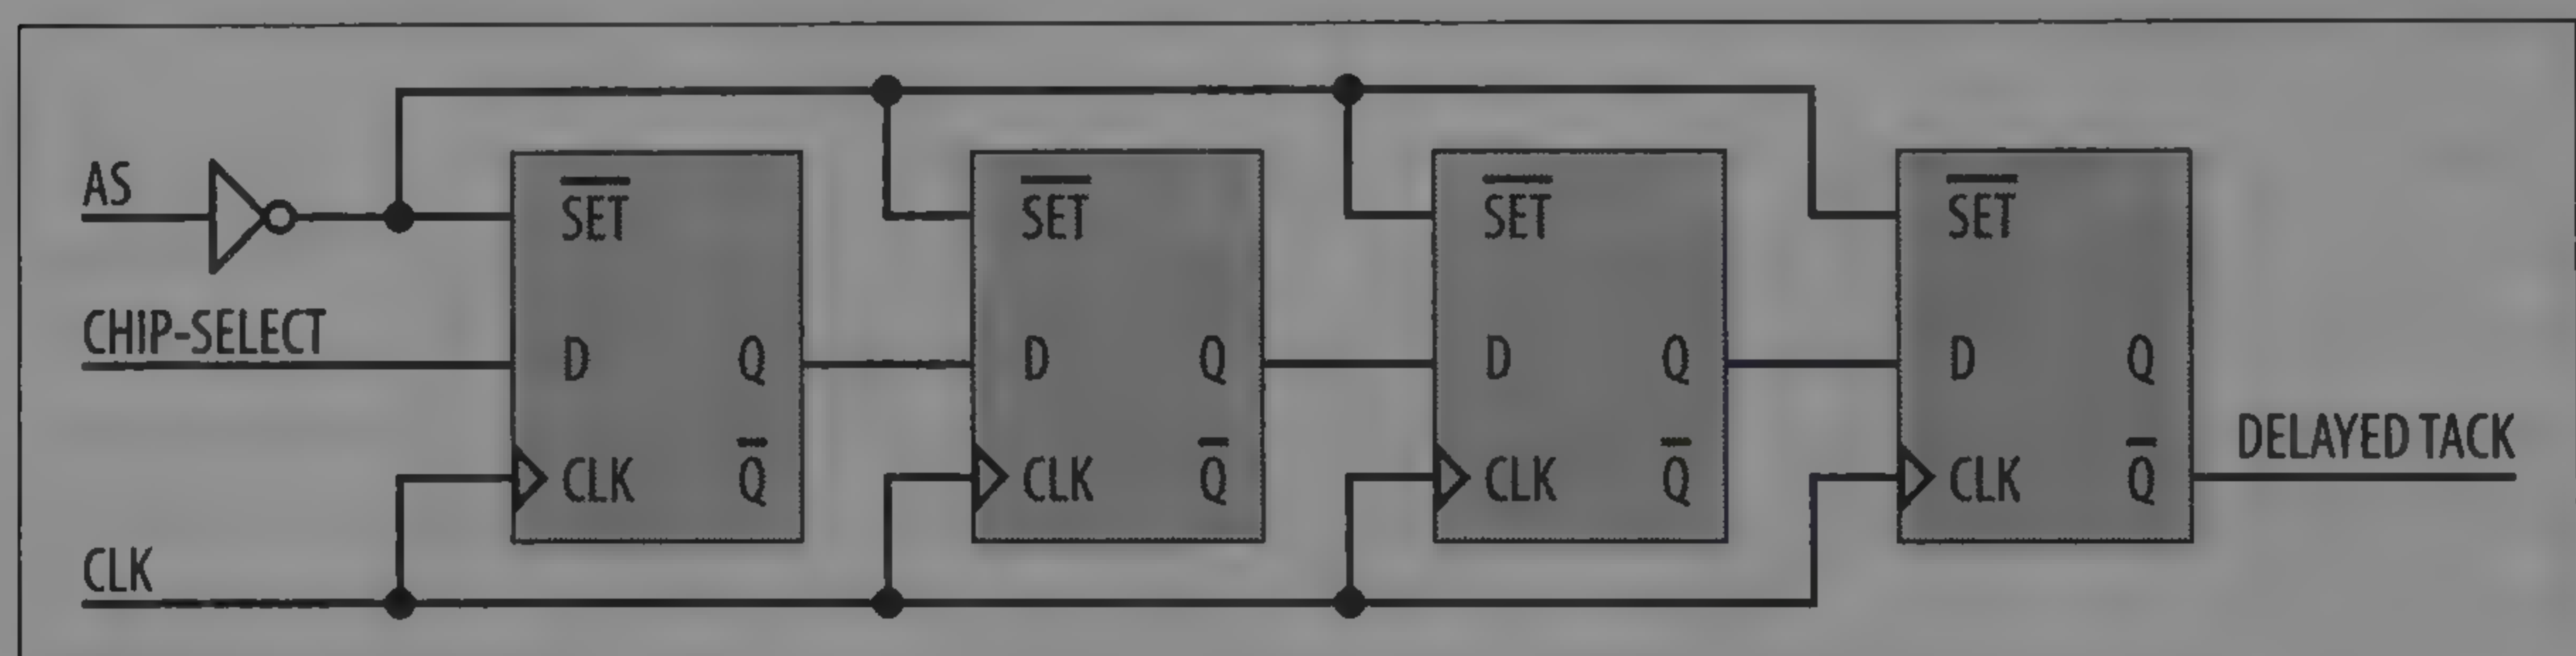 AS
SET
SET
SET
SET
CHIP-SELECT
D Q
D Q
D Q
D Q
DELAYED TACK
CLK Q̅
CLK Q̅
CLK Q̅
CLK Q̅
CLK